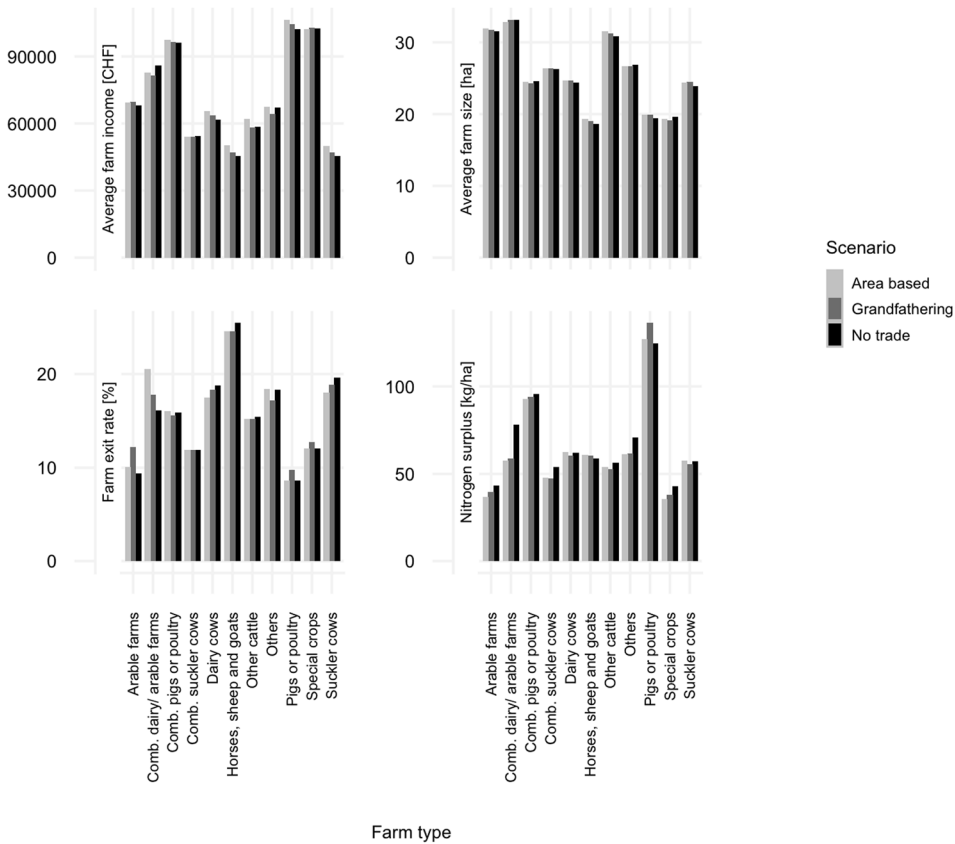 Average farm income [CHF]
90000
60000
30000
0
Average farm size [ha]
30
20
10
0
Scenario
Area based
Grandfathering
No trade
Farm exit rate [%]
20
10
0
Nitrogen surplus [kg/ha]
100
50
0
Arable farms
Comb. dairy/ arable farms
Comb. pigs or poultry
Comb. suckler cows
Dairy cows
Horses, sheep and goats
Other cattle
Others
Pigs or poultry
Special crops
Suckler cows
Arable farms
Comb. dairy/ arable farms
Comb. pigs or poultry
Comb. suckler cows
Dairy cows
Horses, sheep and goats
Other cattle
Others
Pigs or poultry
Special crops
Suckler cows
Farm type